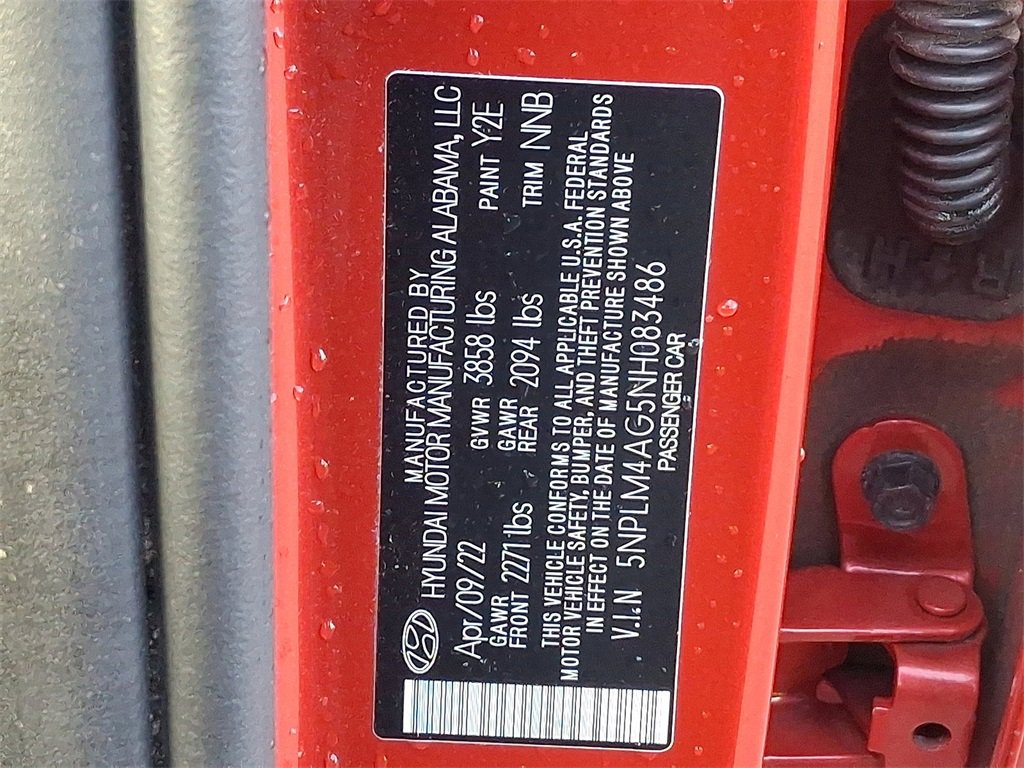 MANUFACTURED BY
HYUNDAI MOTOR MANUFACTURING ALABAMA, LLC
Apr/09/22 GVWR 3858 lbs PAINT Y2E
GAWR FRONT 2271 lbs GAWR REAR 2094 lbs TRIM NNB
THIS VEHICLE CONFORMS TO ALL APPLICABLE U.S.A. FEDERAL
MOTOR VEHICLE SAFETY, BUMPER, AND THEFT PREVENTION STANDARDS
IN EFFECT ON THE DATE OF MANUFACTURE SHOWN ABOVE
V.I.N 5NPLM4AG5NH083486
PASSENGER CAR